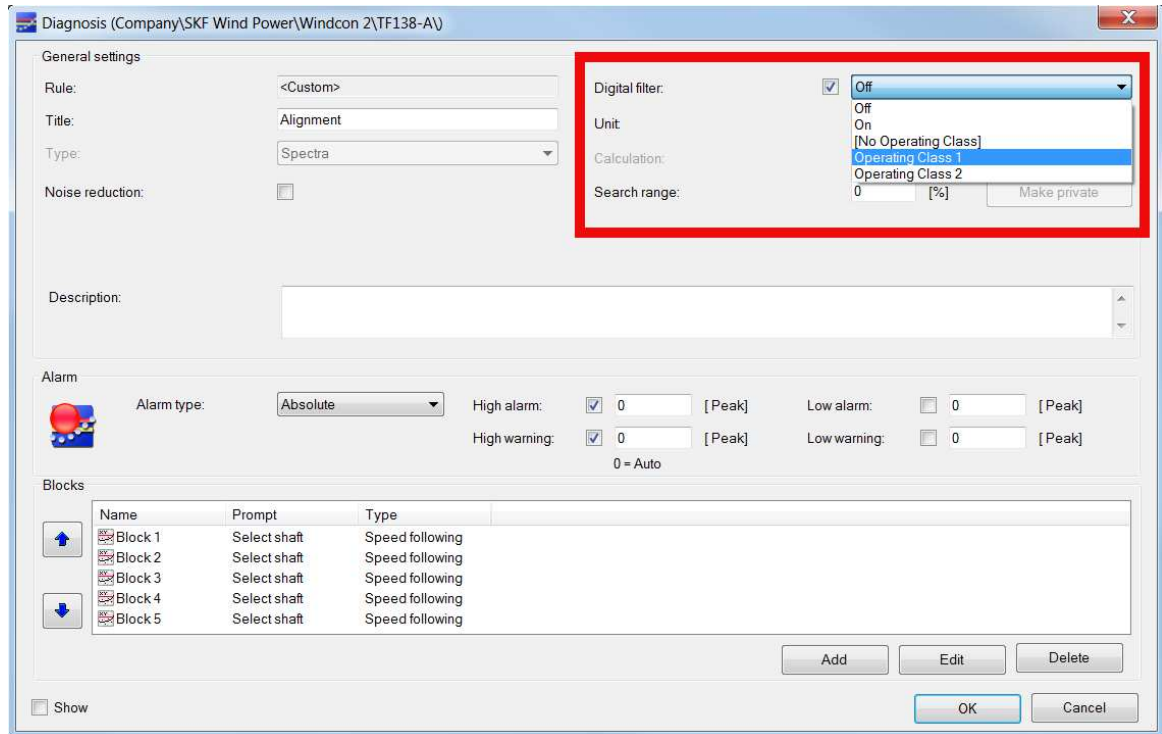 Diagnosis (Company\SKF Wind Power\Windcon 2\TF138-A\)
X
General settings
Rule: <Custom> Digital filter: Off
Off
Title: Alignment Unit: On
[No Operating Class]
Type: Spectra Calculation: Operating Class 1
Operating Class 2
Noise reduction: Search range: 0 [%] Make private
Description:
Alarm
Alarm type: Absolute High alarm: 0 [Peak] Low alarm: 0 [Peak]
High warning: 0 [Peak] Low warning: 0 [Peak]
0 = Auto
Blocks
Name Prompt Type
Block 1 Select shaft Speed following
Block 2 Select shaft Speed following
Block 3 Select shaft Speed following
Block 4 Select shaft Speed following
Block 5 Select shaft Speed following
Add Edit Delete
Show OK Cancel